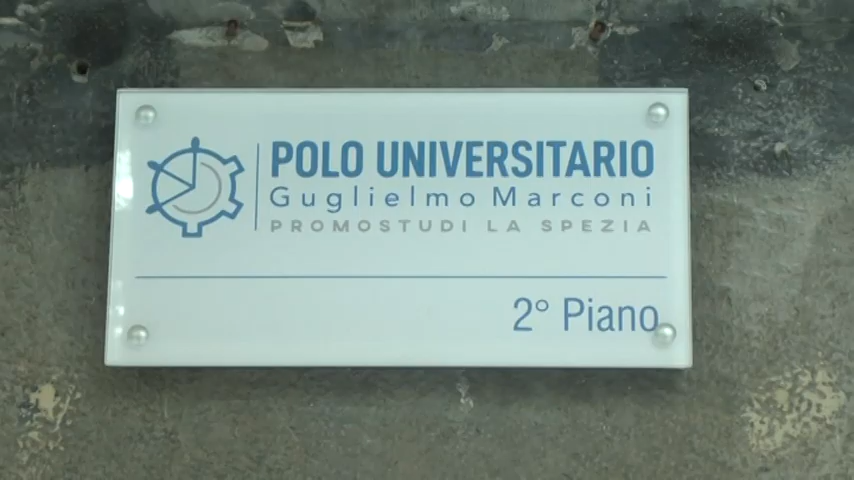 POLO UNIVERSITARIO
Guglielmo Marconi
PROMOSTUDI LA SPEZIA
2° Piano